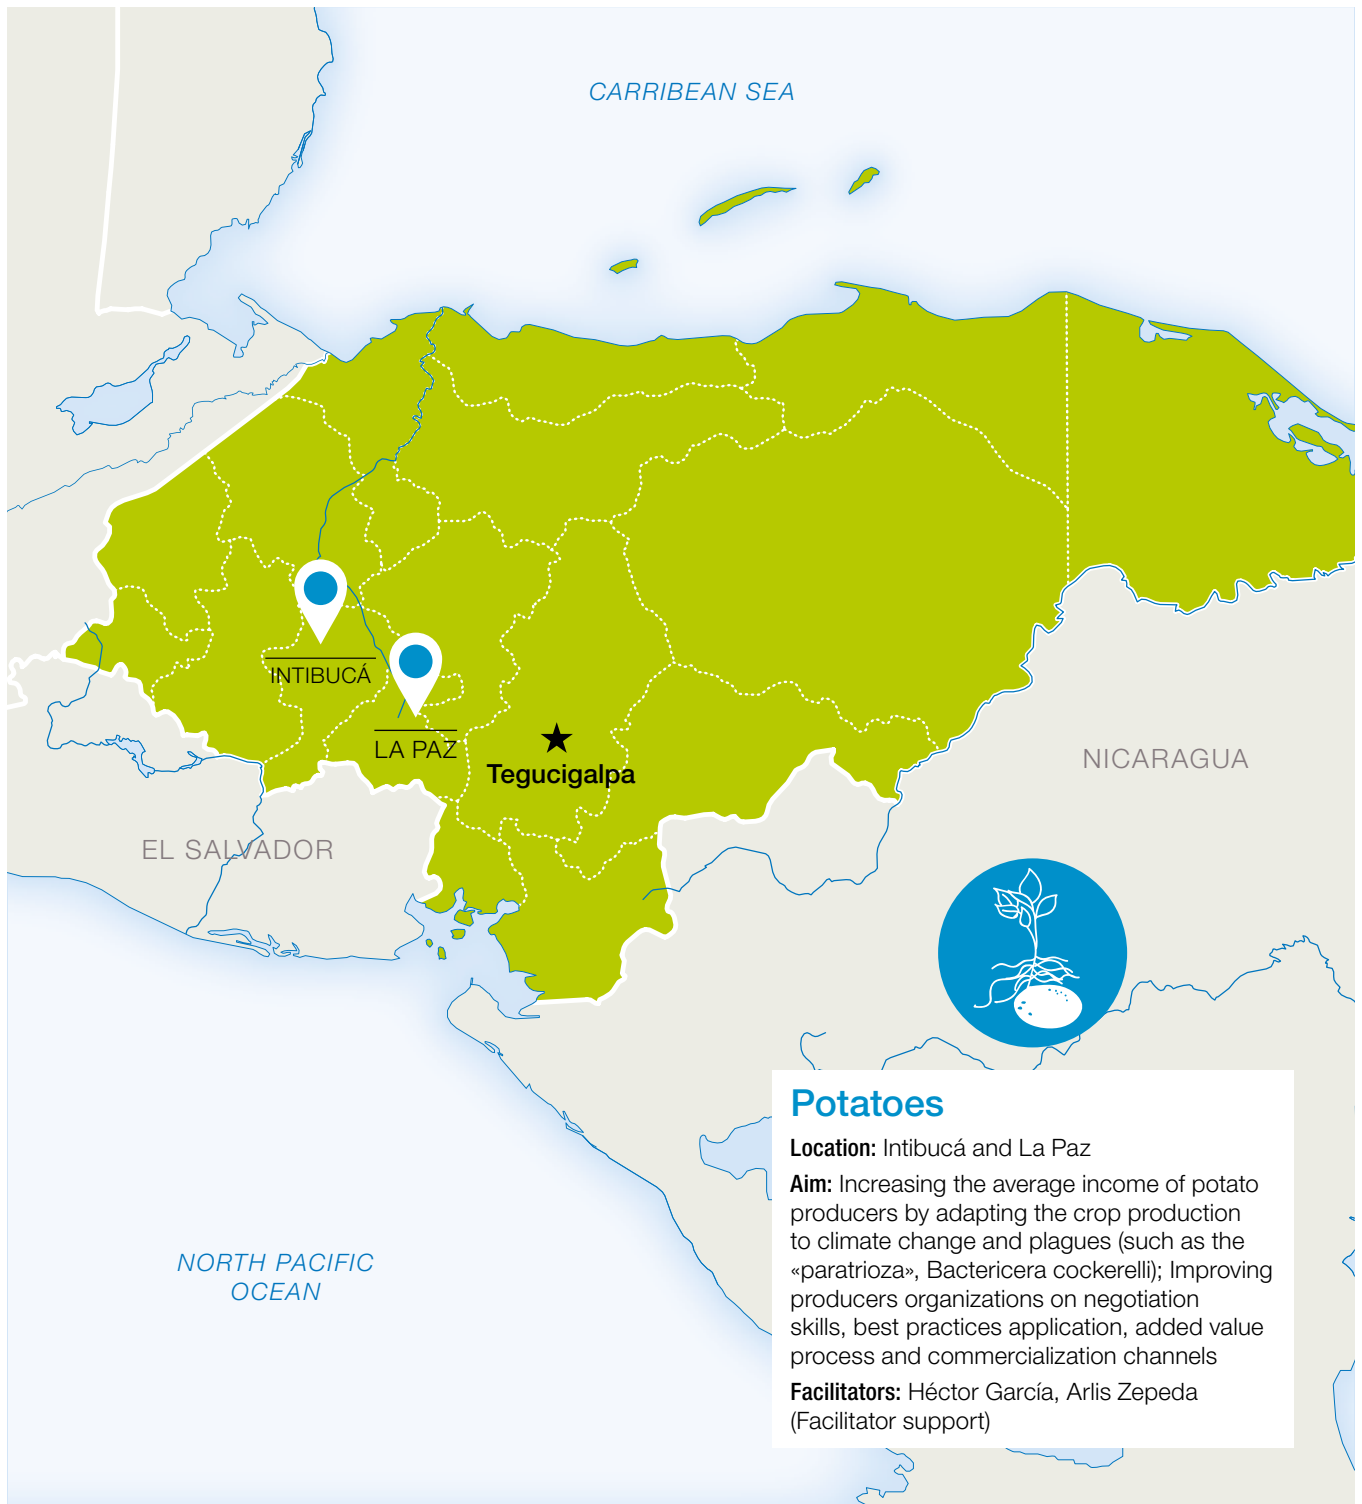 CARRIBEAN SEA
INTIBUCÁ
LA PAZ
Tegucigalpa
NICARAGUA
EL SALVADOR
NORTH PACIFIC
OCEAN
Potatoes
Location: Intibucá and La Paz
Aim: Increasing the average income of potato
producers by adapting the crop production
to climate change and plagues (such as the
«paratrioza», Bactericera cockerelli); Improving
producers organizations on negotiation
skills, best practices application, added value
process and commercialization channels
Facilitators: Héctor García, Arlis Zepeda
(Facilitator support)